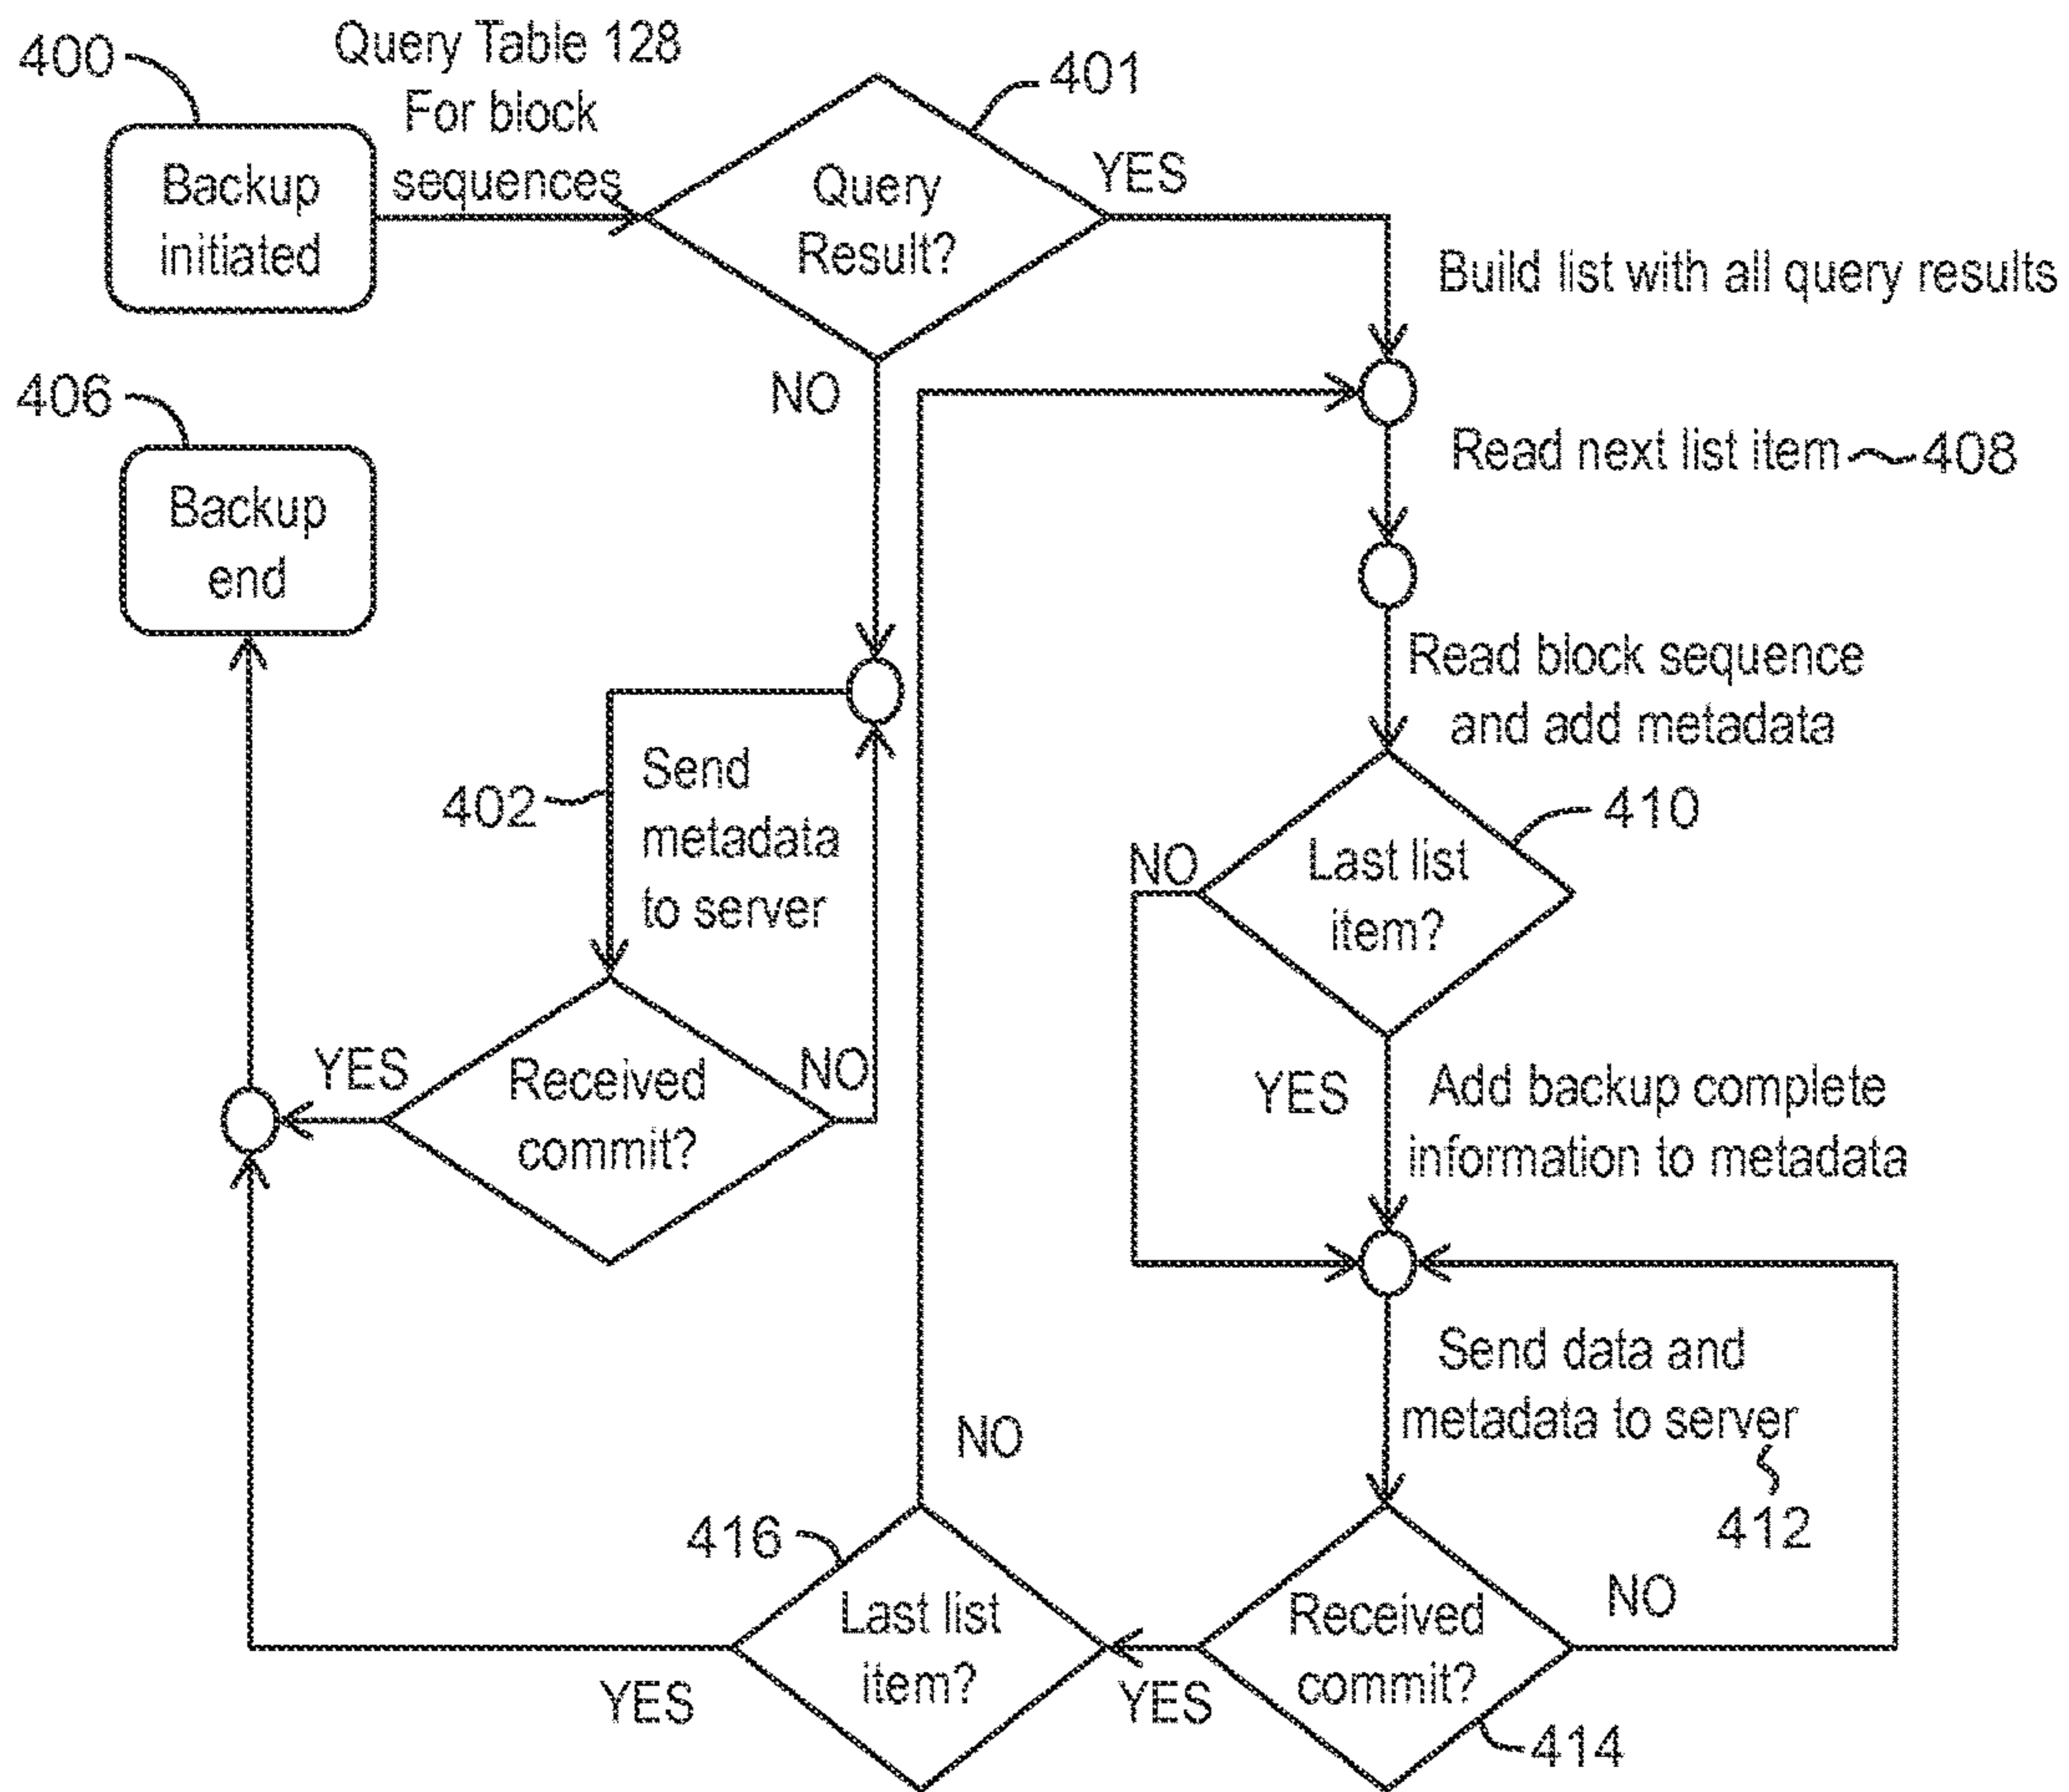 400
Query Table 128
For block
sequences
401
Backup
initiated
Query
Result?
YES
Build list with all query results
NO
406
Backup
end
Read next list item
408
Read block sequence
and add metadata
402
Send
metadata
to server
410
NO
Last list
item?
YES
Received
commit?
NO
YES
Add backup complete
information to metadata
Send data and
metadata to server
412
NO
416
Last list
item?
YES
Received
commit?
NO
YES
414